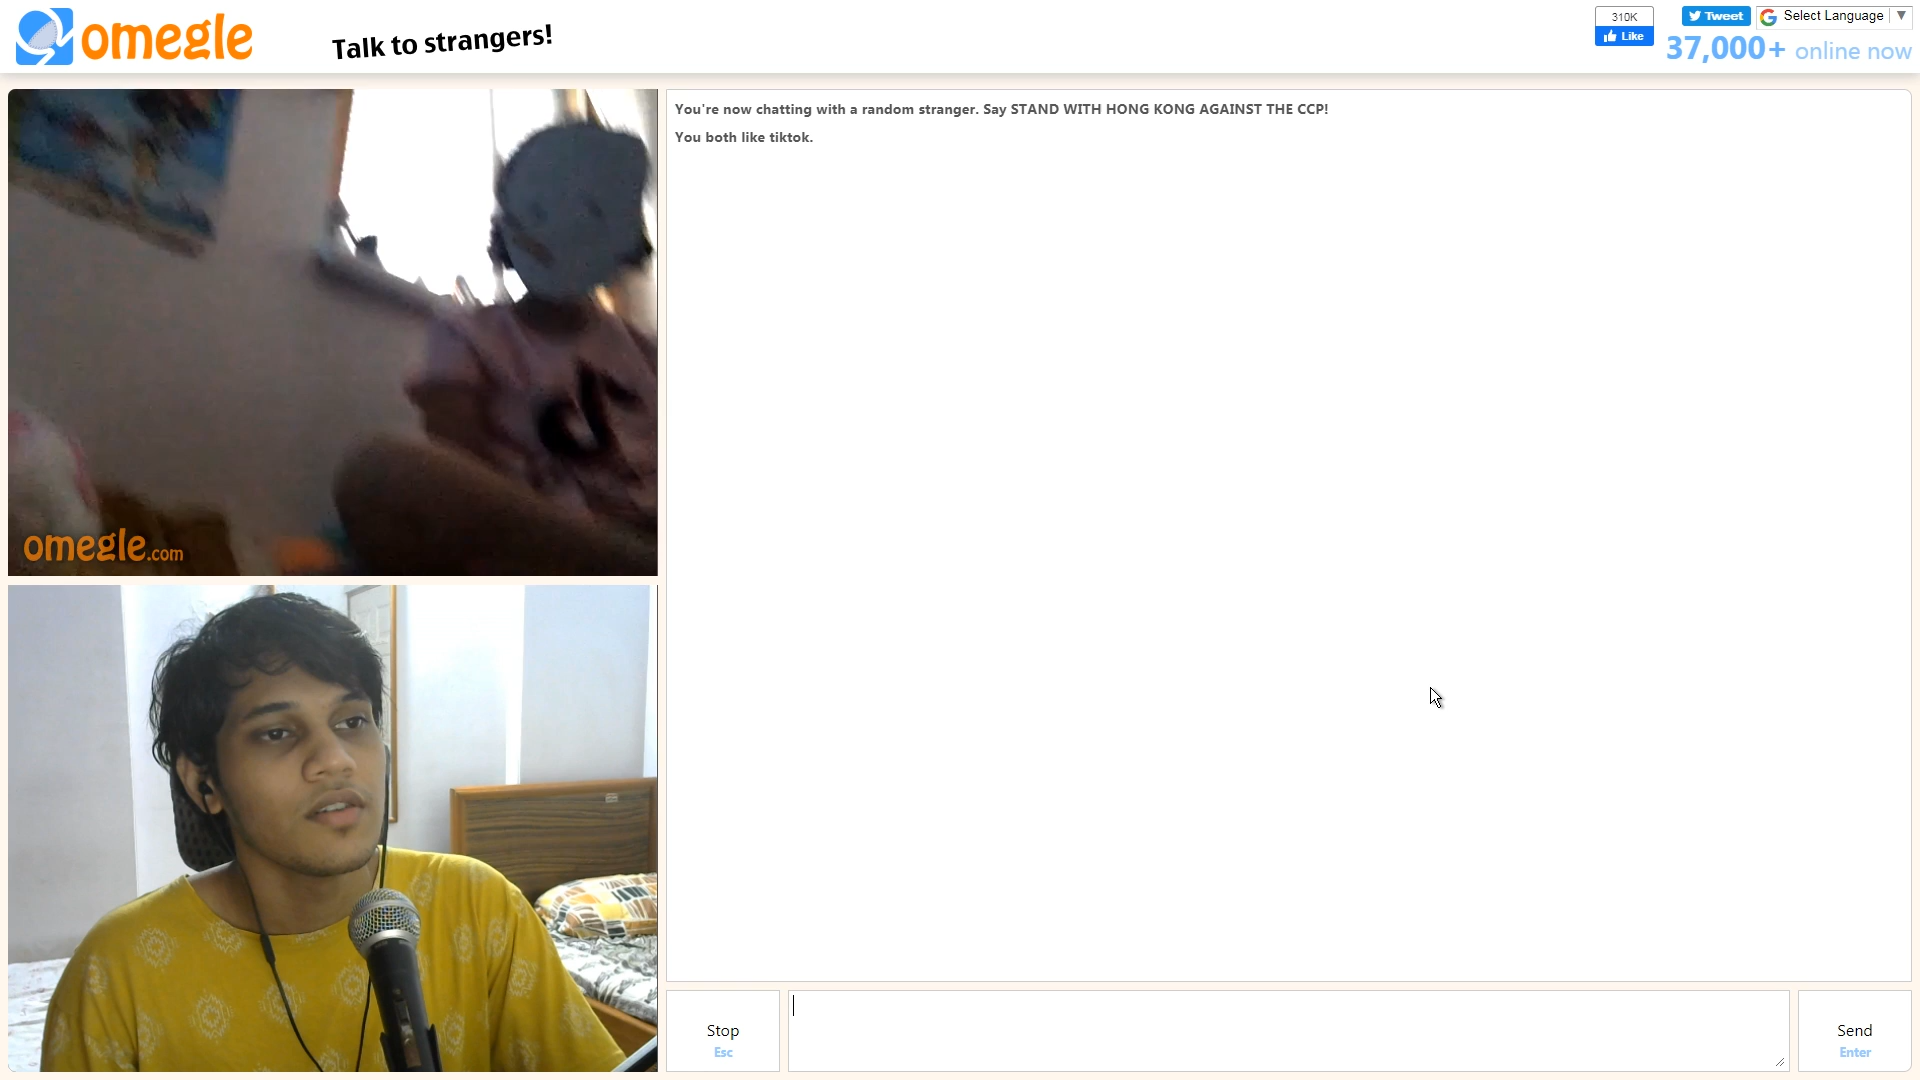 omegle
Talk to strangers!
310K
Like
Tweet
Select Language
37,000+ online now
You're now chatting with a random stranger. Say STAND WITH HONG KONG AGAINST THE CCP!
You both like tiktok.
omegle.com
Stop
Esc
Send
Enter